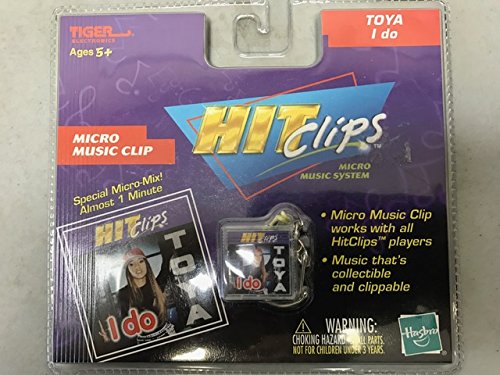 TIGER
ELECTRONICS
Ages 5+
TOYA
I do
HIT Clips™
MICRO
MUSIC SYSTEM
MICRO
MUSIC CLIP
Special Micro-Mix!
Almost 1 Minute
HIT Clips
TOYA
I do
HIT Clips
TOYA
I do
• Micro Music Clip
works with all
HitClips™ players
• Music that's
collectible
and clippable
WARNING:
CHOKING HAZARD PARTS.
NOT FOR CHILDREN UNDER 3 YEARS.
Hasbro